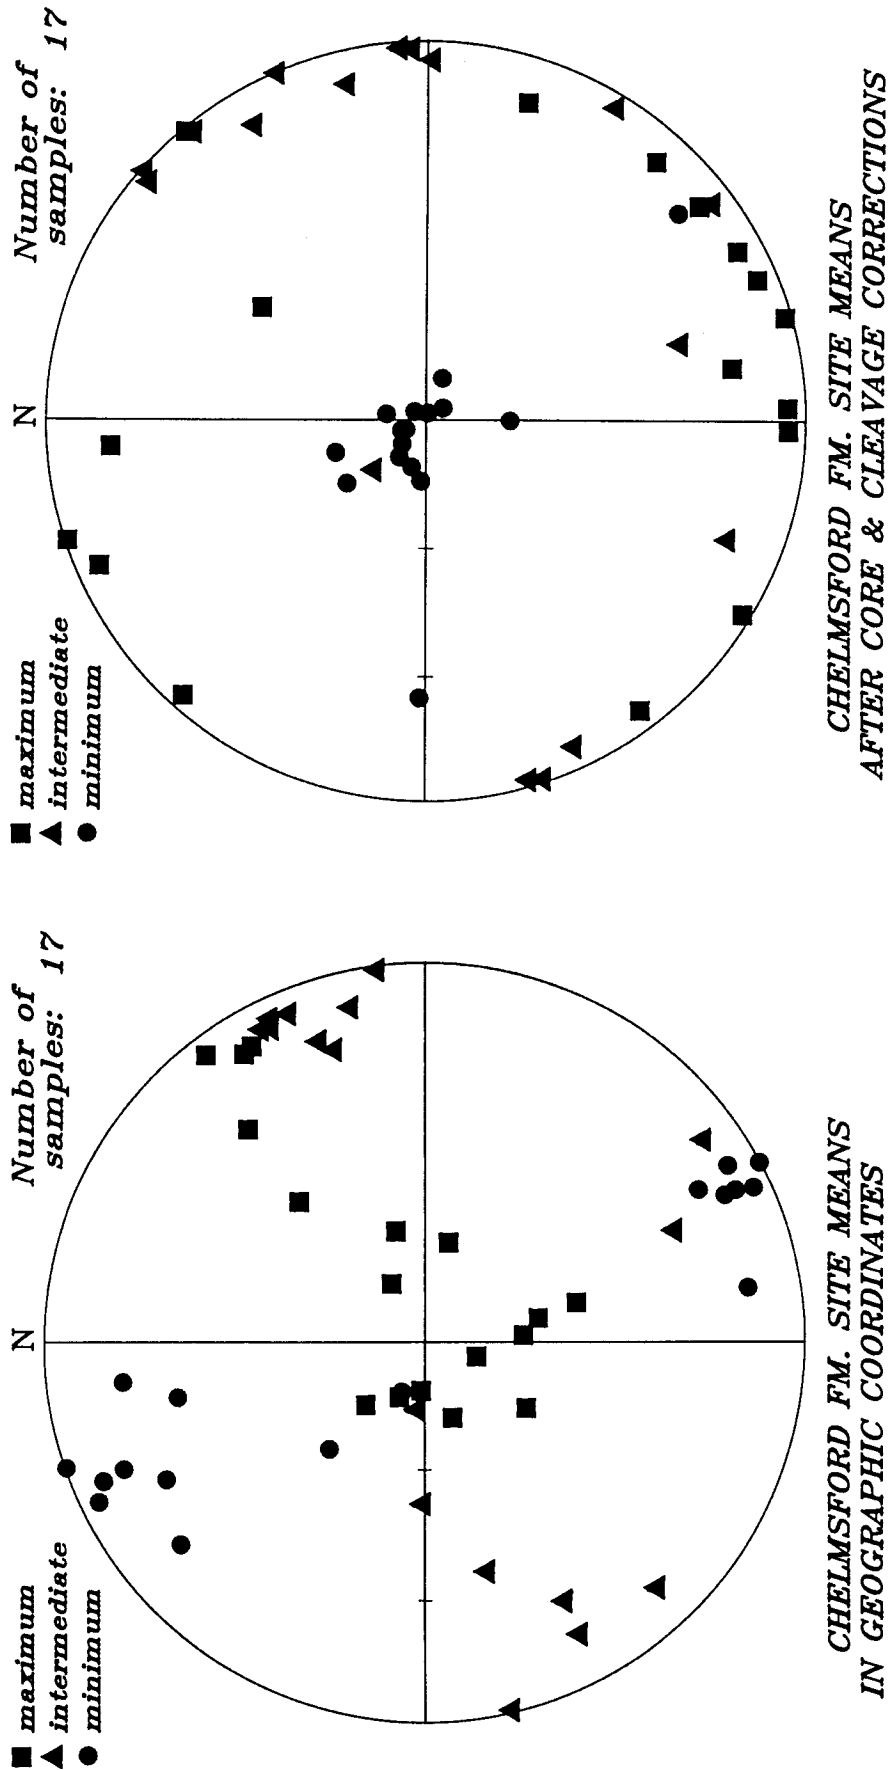 maximum
intermediate
minimum
N
Number of
samples: 17
CHELMSFORD FM. SITE MEANS
IN GEOGRAPHIC COORDINATES
maximum
intermediate
minimum
N
Number of
samples: 17
CHELMSFORD FM. SITE MEANS
AFTER CORE & CLEAVAGE CORRECTIONS